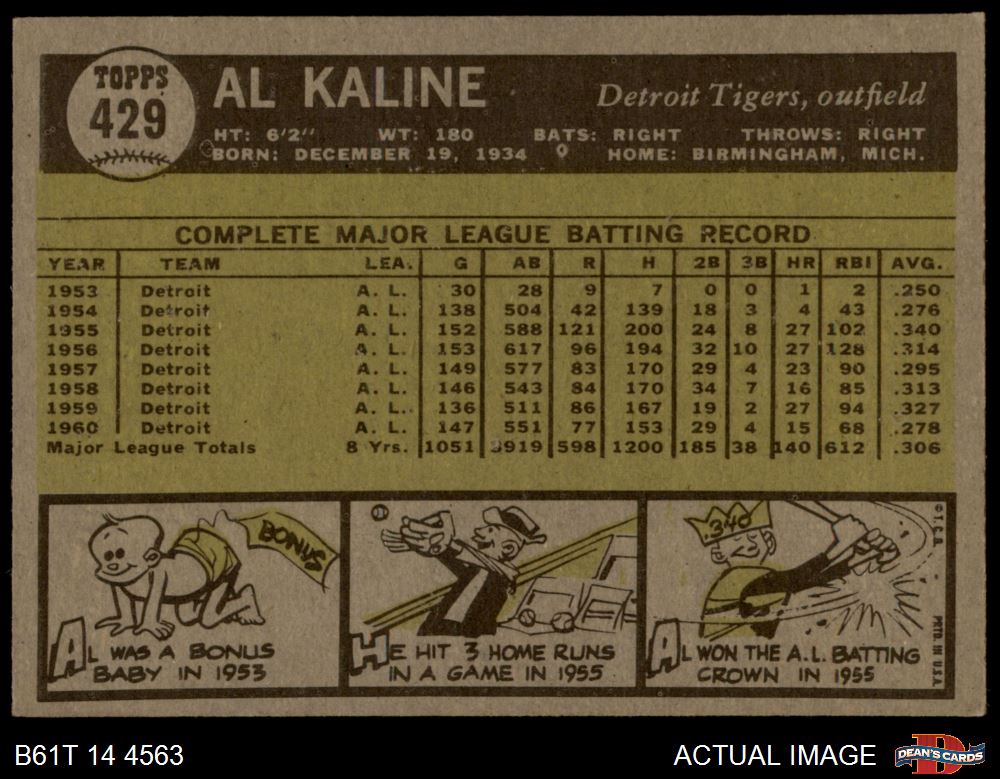 TOPPS
429
AL KALINE
Detroit Tigers, outfield
HT: 6'2" WT: 180 BATS: RIGHT THROWS: RIGHT
BORN: DECEMBER 19, 1934 HOME: BIRMINGHAM, MICH.
COMPLETE MAJOR LEAGUE BATTING RECORD
YEAR TEAM LEA. G AB R H 2B 3B HR RBI AVG.
1953 Detroit A. L. 30 28 9 7 0 0 1 2 .250
1954 Detroit A. L. 138 504 42 139 18 3 4 43 .276
1955 Detroit A. L. 152 588 121 200 24 8 27 102 .340
1956 Detroit A. L. 153 617 96 194 32 10 27 128 .314
1957 Detroit A. L. 149 577 83 170 29 4 23 90 .295
1958 Detroit A. L. 146 543 84 170 34 7 16 85 .313
1959 Detroit A. L. 136 511 86 167 19 2 27 94 .327
1960 Detroit A. L. 147 551 77 153 29 4 15 68 .278
Major League Totals 8 Yrs. 1051 3919 598 1200 185 38 140 612 .306
BONUS
AL WAS A BONUS
BABY IN 1953
HE HIT 3 HOME RUNS
IN A GAME IN 1955
.340
AL WON THE A.L. BATTING
CROWN IN 1955
© T.C.G.
PRTD. IN U.S.A.
B61T 14 4563
ACTUAL IMAGE
D
DEAN'S CARDS